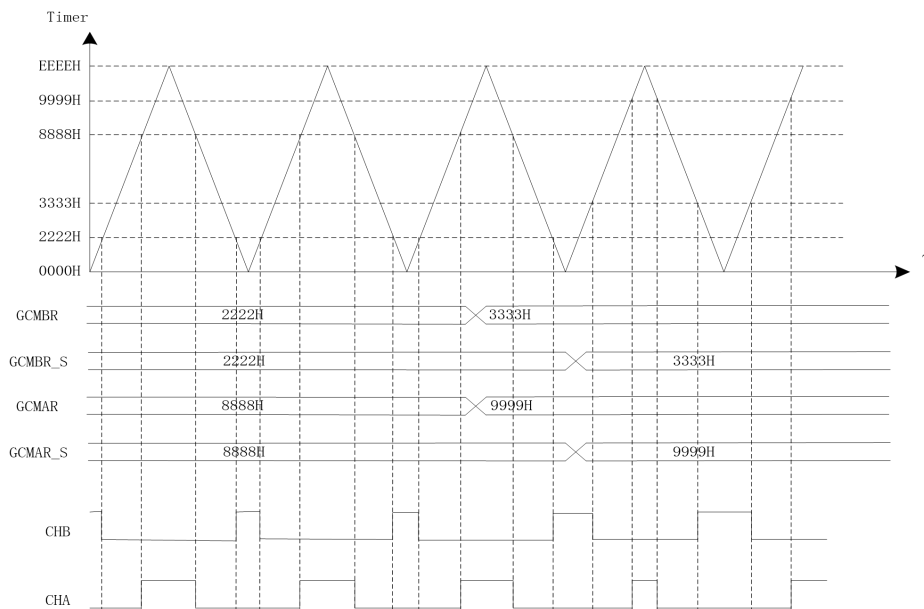 Timer
EEEEH
9999H
8888H
3333H
2222H
0000H
GCMBR 2222H 3333H
GCMBR_S 2222H 3333H
GCMAR 8888H 9999H
GCMAR_S 8888H 9999H
CHB
CHA